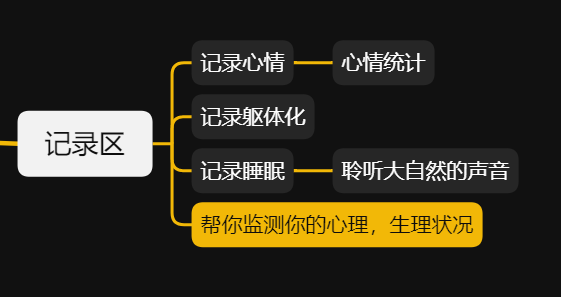 记录心情
心情统计
记录躯体化
记录区
记录睡眠
聆听大自然的声音
帮你监测你的心理，生理状况